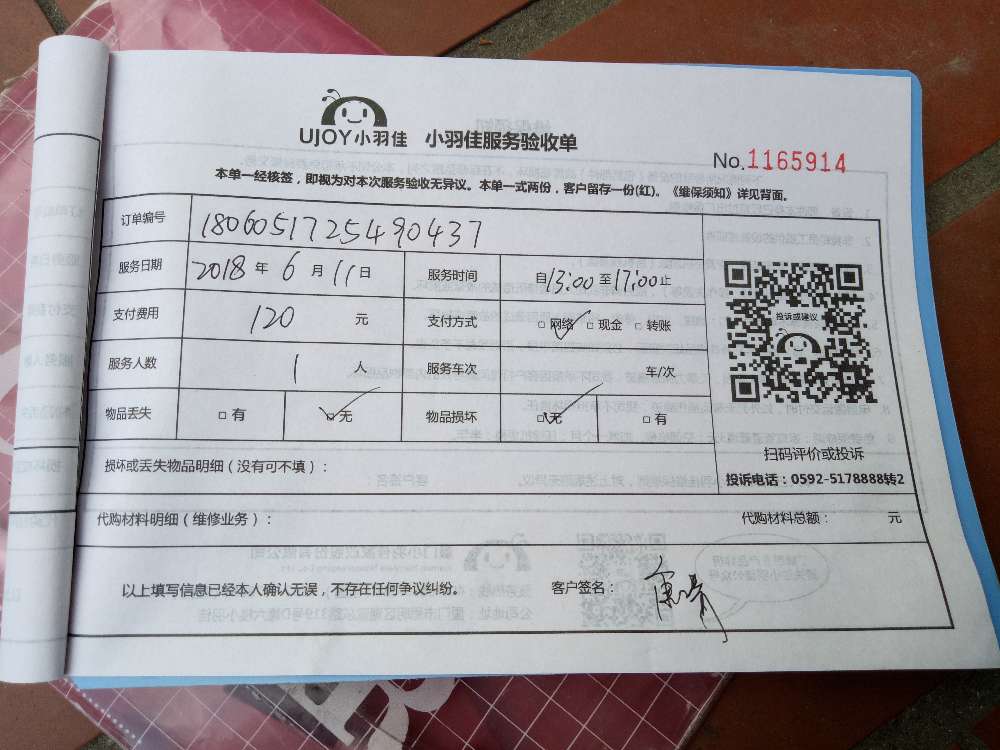 UJOY小羽佳 小羽佳服务验收单
No.1165914
本单一经核签，即视为对本次服务验收无异议。本单一式两份，客户留存一份(红)。《维保须知》详见背面。
订单编号 1806051725490437
服务日期 2018 年 6 月 11 日 服务时间 自 13:00 至 17:00 止
支付费用 120 元 支付方式 □网络 □现金 □转账
服务人数 1 人 服务车次 车/次
物品丢失 □有 □无 物品损坏 □无 □有
投诉或建议
扫码评价或投诉
投诉电话：0592-5178888转2
损坏或丢失物品明细（没有可不填）：
代购材料明细（维修业务）： 代购材料总额： 元
以上填写信息已经本人确认无误，不存在任何争议纠纷。 客户签名：